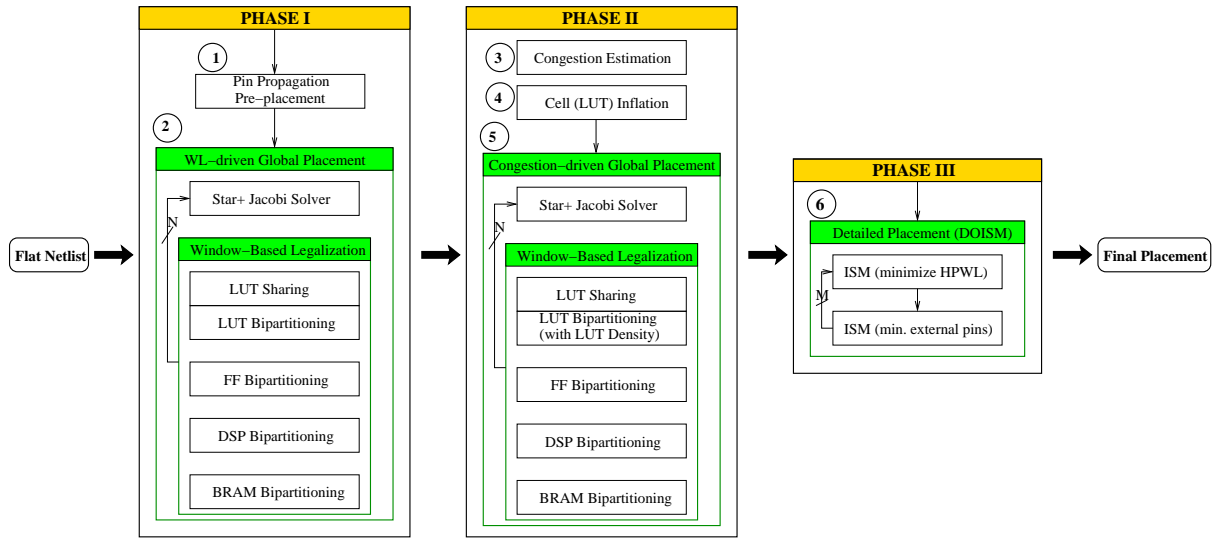 Flat Netlist
PHASE I
1
Pin Propagation
Pre−placement
2
WL−driven Global Placement
Star+ Jacobi Solver
N
Window−Based Legalization
LUT Sharing
LUT Bipartitioning
FF Bipartitioning
DSP Bipartitioning
BRAM Bipartitioning
PHASE II
3
Congestion Estimation
4
Cell (LUT) Inflation
5
Congestion−driven Global Placement
Star+ Jacobi Solver
N
Window−Based Legalization
LUT Sharing
LUT Bipartitioning
(with LUT Density)
FF Bipartitioning
DSP Bipartitioning
BRAM Bipartitioning
PHASE III
6
Detailed Placement (DOISM)
ISM (minimize HPWL)
M
ISM (min. external pins)
Final Placement